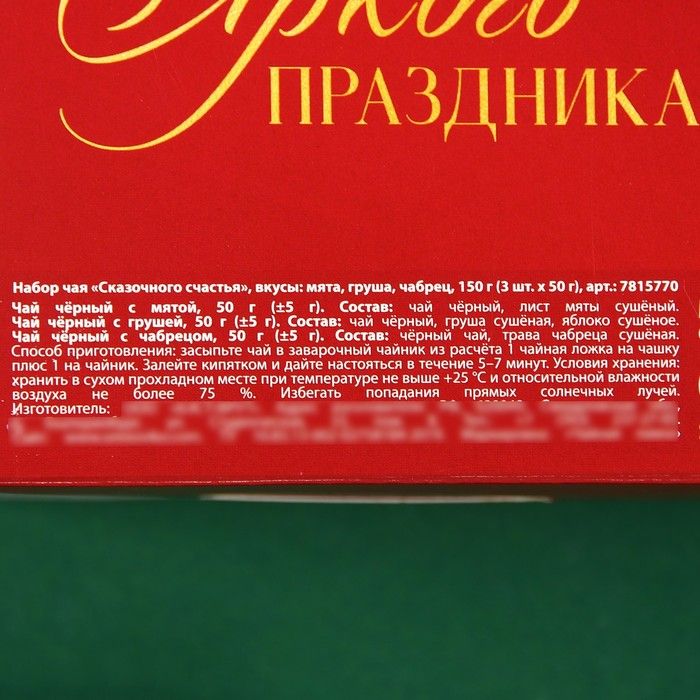 Яркого
ПРАЗДНИКА
Набор чая «Сказочного счастья», вкусы: мята, груша, чабрец, 150 г (3 шт. х 50 г), арт.: 7815770
Чай чёрный с мятой, 50 г (±5 г). Состав: чай чёрный, лист мяты сушёный.
Чай чёрный с грушей, 50 г (±5 г). Состав: чай чёрный, груша сушёная, яблоко сушёное.
Чай чёрный с чабрецом, 50 г (±5 г). Состав: чёрный чай, трава чабреца сушёная.
Способ приготовления: засыпьте чай в заварочный чайник из расчёта 1 чайная ложка на чашку
плюс 1 на чайник. Залейте кипятком и дайте настояться в течение 5–7 минут. Условия хранения:
хранить в сухом прохладном месте при температуре не выше +25 °С и относительной влажности
воздуха не более 75 %. Избегать попадания прямых солнечных лучей.
Изготовитель: